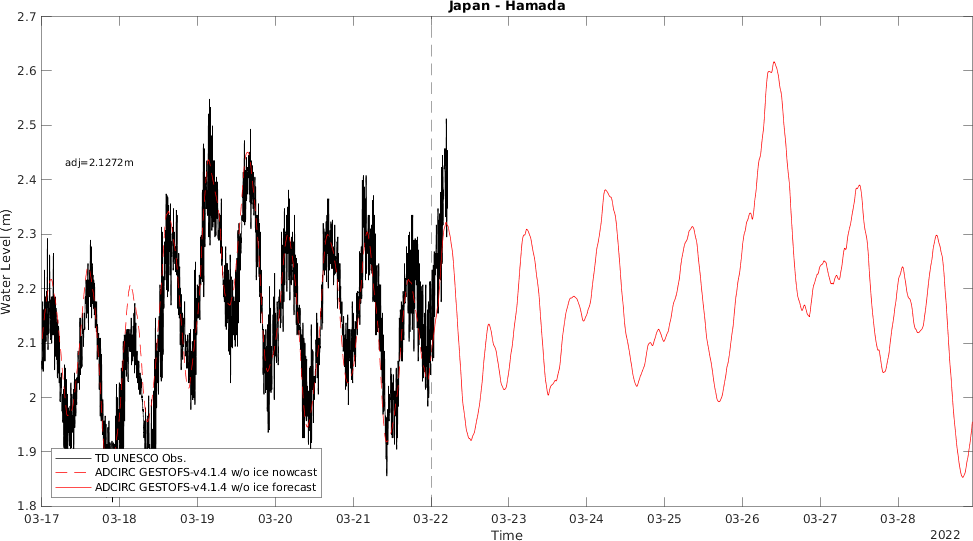 Japan - Hamada
2.7
2.6
2.5
2.4
2.3
2.2
2.1
2
1.9
1.8
Water Level (m)
adj=2.1272m
TD UNESCO Obs.
ADCIRC GESTOFS-v4.1.4 w/o ice nowcast
ADCIRC GESTOFS-v4.1.4 w/o ice forecast
03-17 03-18 03-19 03-20 03-21 03-22 03-23 03-24 03-25 03-26 03-27 03-28
Time
2022